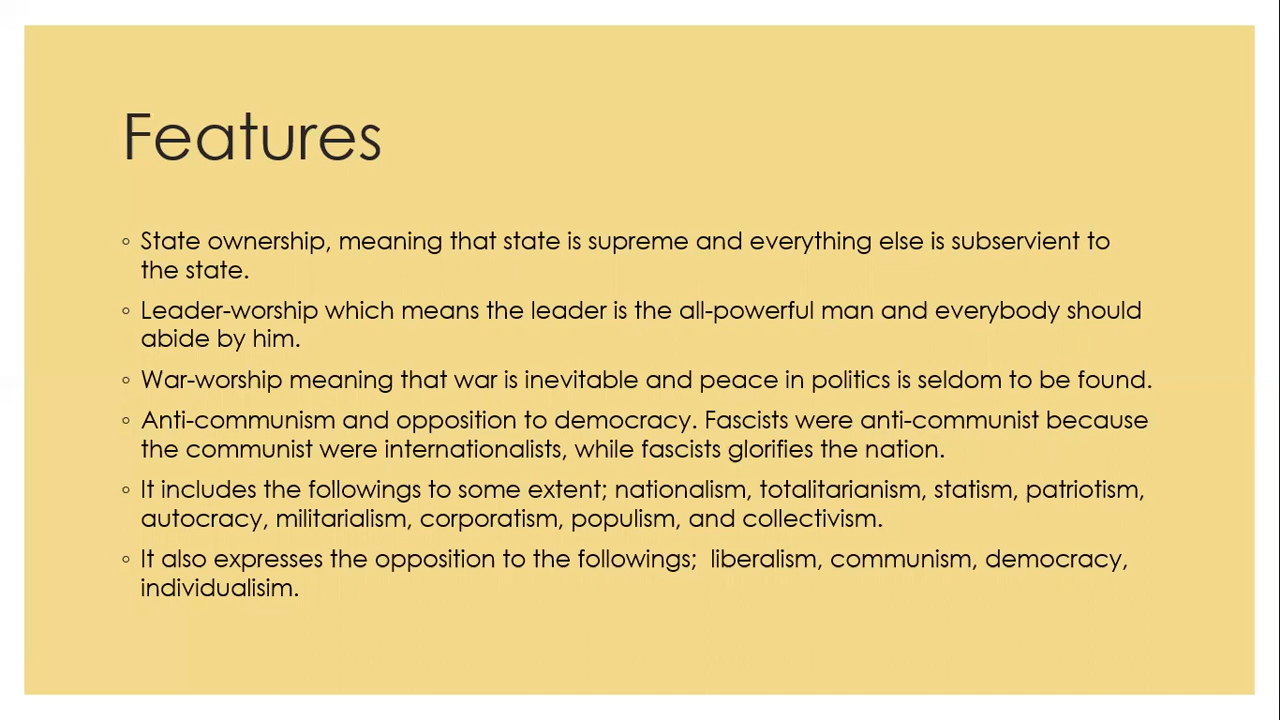 Features
◦ State ownership, meaning that state is supreme and everything else is subservient to
the state.
◦ Leader-worship which means the leader is the all-powerful man and everybody should
abide by him.
◦ War-worship meaning that war is inevitable and peace in politics is seldom to be found.
◦ Anti-communism and opposition to democracy. Fascists were anti-communist because
the communist were internationalists, while fascists glorifies the nation.
◦ It includes the followings to some extent; nationalism, totalitarianism, statism, patriotism,
autocracy, militarialism, corporatism, populism, and collectivism.
◦ It also expresses the opposition to the followings;  liberalism, communism, democracy,
individualisim.